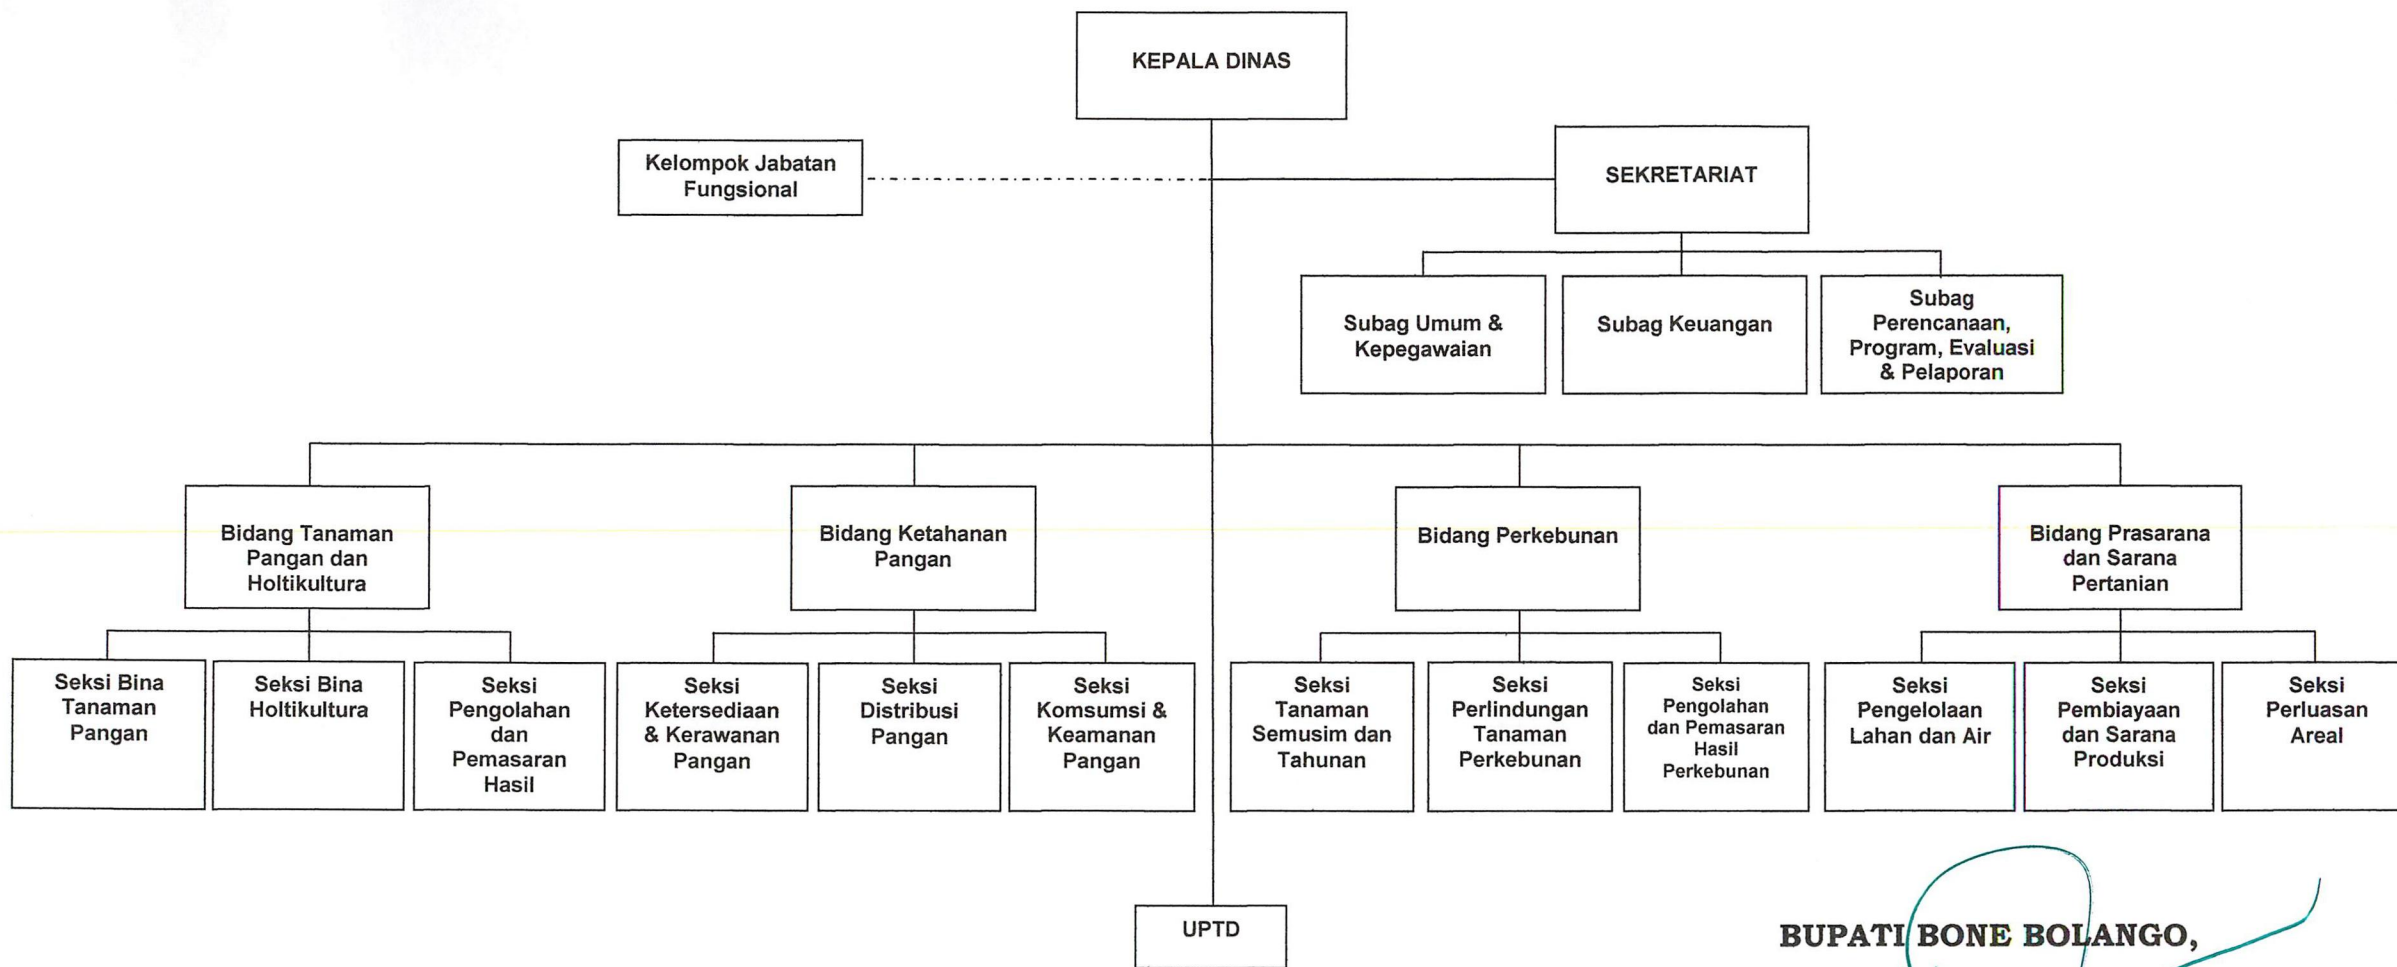 KEPALA DINAS
Kelompok Jabatan
Fungsional
SEKRETARIAT
Subag Umum &
Kepegawaian
Subag Keuangan
Subag
Perencanaan,
Program, Evaluasi
& Pelaporan
Bidang Tanaman
Pangan dan
Holtikultura
Bidang Ketahanan
Pangan
Bidang Perkebunan
Bidang Prasarana
dan Sarana
Pertanian
Seksi Bina
Tanaman
Pangan
Seksi Bina
Holtikultura
Seksi
Pengolahan
dan
Pemasaran
Hasil
Seksi
Ketersediaan
& Kerawanan
Pangan
Seksi
Distribusi
Pangan
Seksi
Komsumsi &
Keamanan
Pangan
Seksi
Tanaman
Semusim dan
Tahunan
Seksi
Perlindungan
Tanaman
Perkebunan
Seksi
Pengolahan
dan Pemasaran
Hasil
Perkebunan
Seksi
Pengelolaan
Lahan dan Air
Seksi
Pembiayaan
dan Sarana
Produksi
Seksi
Perluasan
Areal
UPTD
BUPATI BONE BOLANGO,